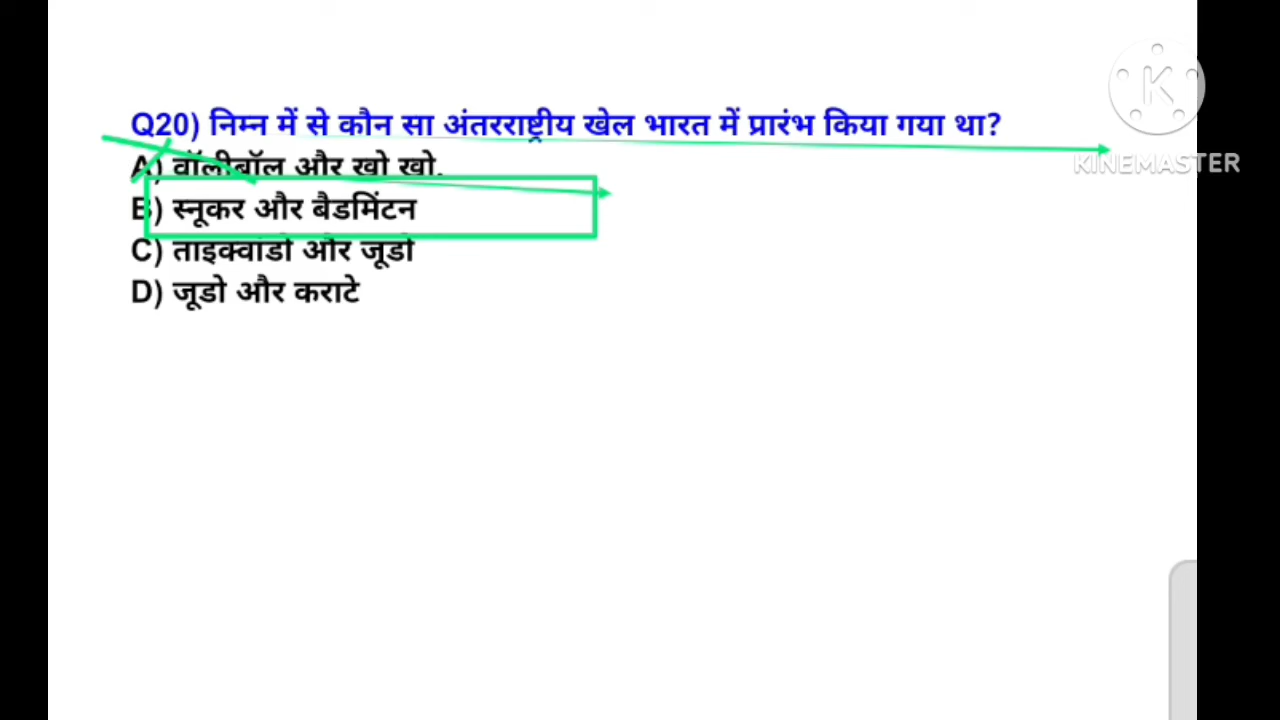 Q20) निम्न में से कौन सा अंतरराष्ट्रीय खेल भारत में प्रारंभ किया गया था?
A) वॉलीबॉल और खो खो.
B) स्नूकर और बैडमिंटन
C) ताइक्वांडो और जूडो
D) जूडो और कराटे
KINEMASTER